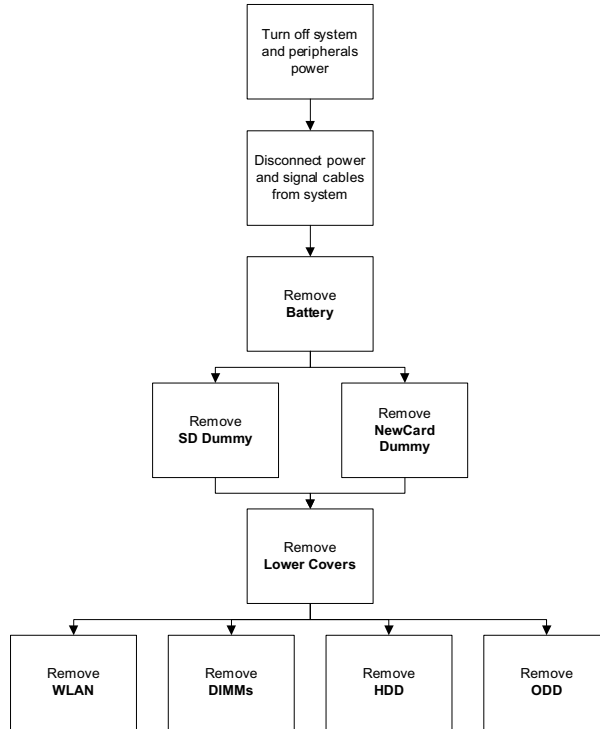 Turn off system
and peripherals
power
Disconnect power
and signal cables
from system
Remove
Battery
Remove
SD Dummy
Remove
NewCard
Dummy
Remove
Lower Covers
Remove
WLAN
Remove
DIMMs
Remove
HDD
Remove
ODD